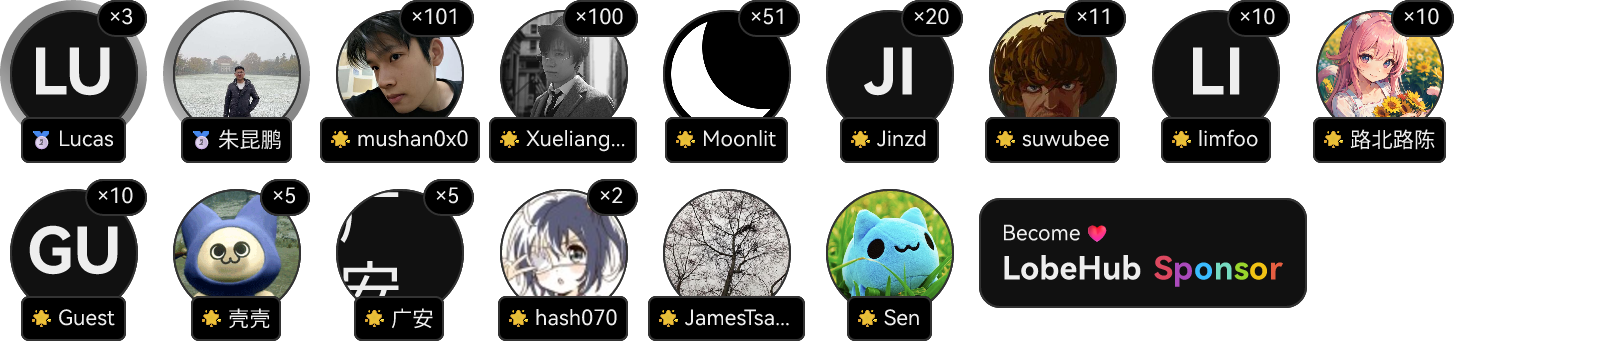 LU ×3
×101
×100
×51
JI ×20
×11
LI ×10
×10
Lucas
朱昆鹏
mushan0x0
Xueliang...
Moonlit
Jinzd
suwubee
limfoo
路北路陈
GU ×10
×5
安 ×5
×2
Become
LobeHub Sponsor
Guest
壳壳
广安
hash070
JamesTsa...
Sen